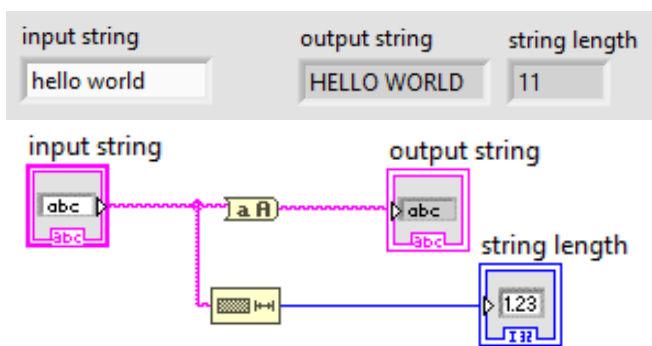 input string output string string length
hello world HELLO WORLD 11
input string output string
abc a A abc
abc abc
string length
1.23
I32